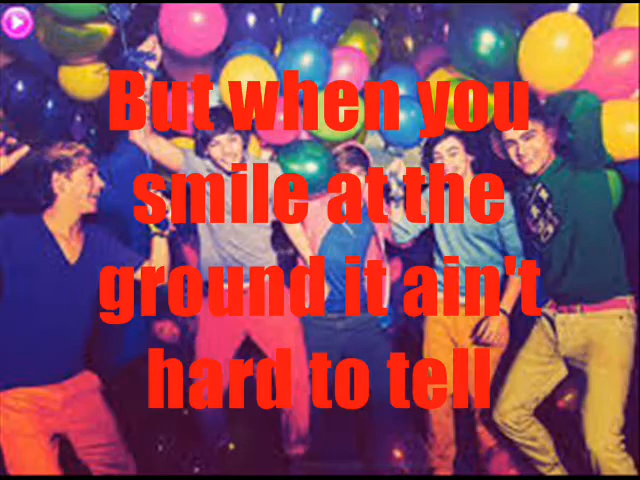 But when you
smile at the
ground it ain't
hard to tell